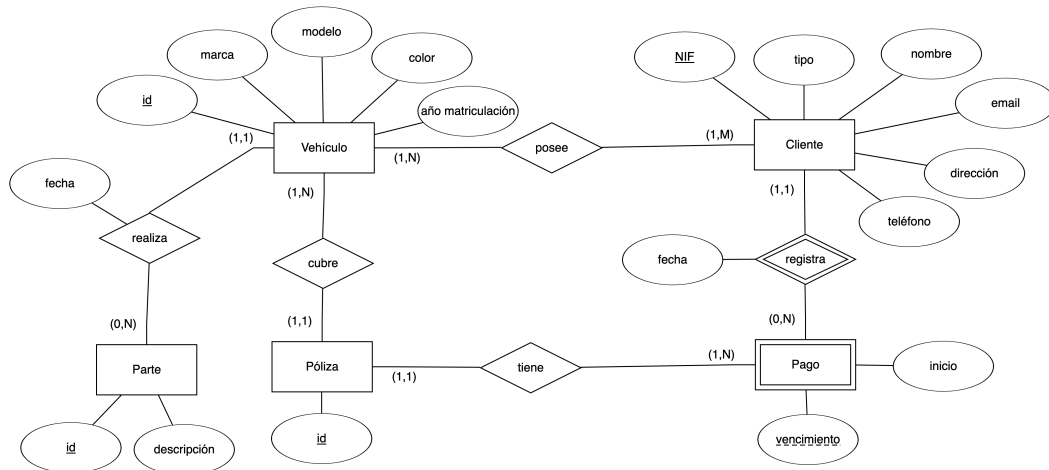 modelo
marca
color
nombre
NIF
tipo
id
email
año matriculación
(1,1)
Vehículo
(1,N)
posee
(1,M)
Cliente
dirección
fecha
(1,N)
(1,1)
teléfono
realiza
cubre
fecha
registra
(0,N)
(1,1)
(0,N)
Parte
Póliza
(1,1)
tiene
(1,N)
Pago
inicio
id
descripción
id
vencimiento